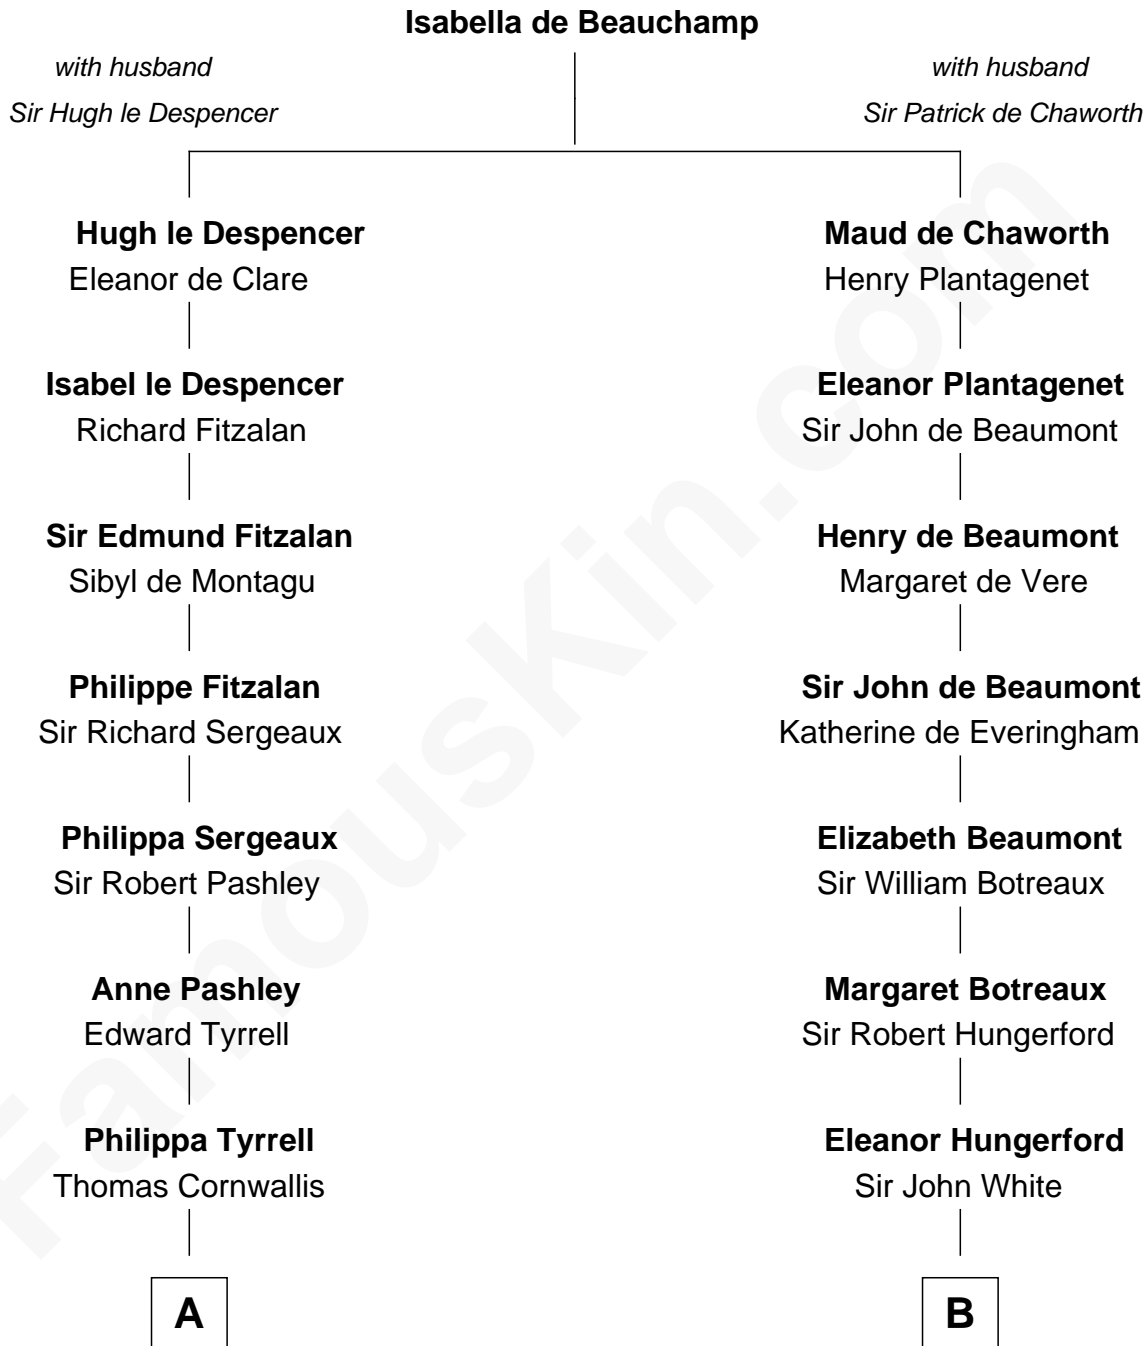 Isabella de Beauchamp
with husband
Sir Hugh le Despencer
with husband
Sir Patrick de Chaworth
Hugh le Despencer
Eleanor de Clare
Maud de Chaworth
Henry Plantagenet
Isabel le Despencer
Richard Fitzalan
Eleanor Plantagenet
Sir John de Beaumont
Sir Edmund Fitzalan
Sibyl de Montagu
Henry de Beaumont
Margaret de Vere
Philippe Fitzalan
Sir Richard Sergeaux
Sir John de Beaumont
Katherine de Everingham
Philippa Sergeaux
Sir Robert Pashley
Elizabeth Beaumont
Sir William Botreaux
Anne Pashley
Edward Tyrrell
Margaret Botreaux
Sir Robert Hungerford
Philippa Tyrrell
Thomas Cornwallis
Eleanor Hungerford
Sir John White
A
B
FamousKin.com